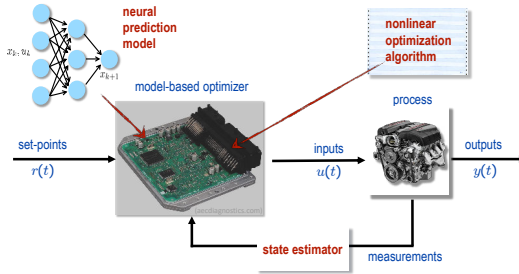 neural
prediction
model
x_k, u_k
x_{k+1}
nonlinear
optimization
algorithm
model-based optimizer
process
set-points
r(t)
inputs
u(t)
outputs
y(t)
state estimator
measurements